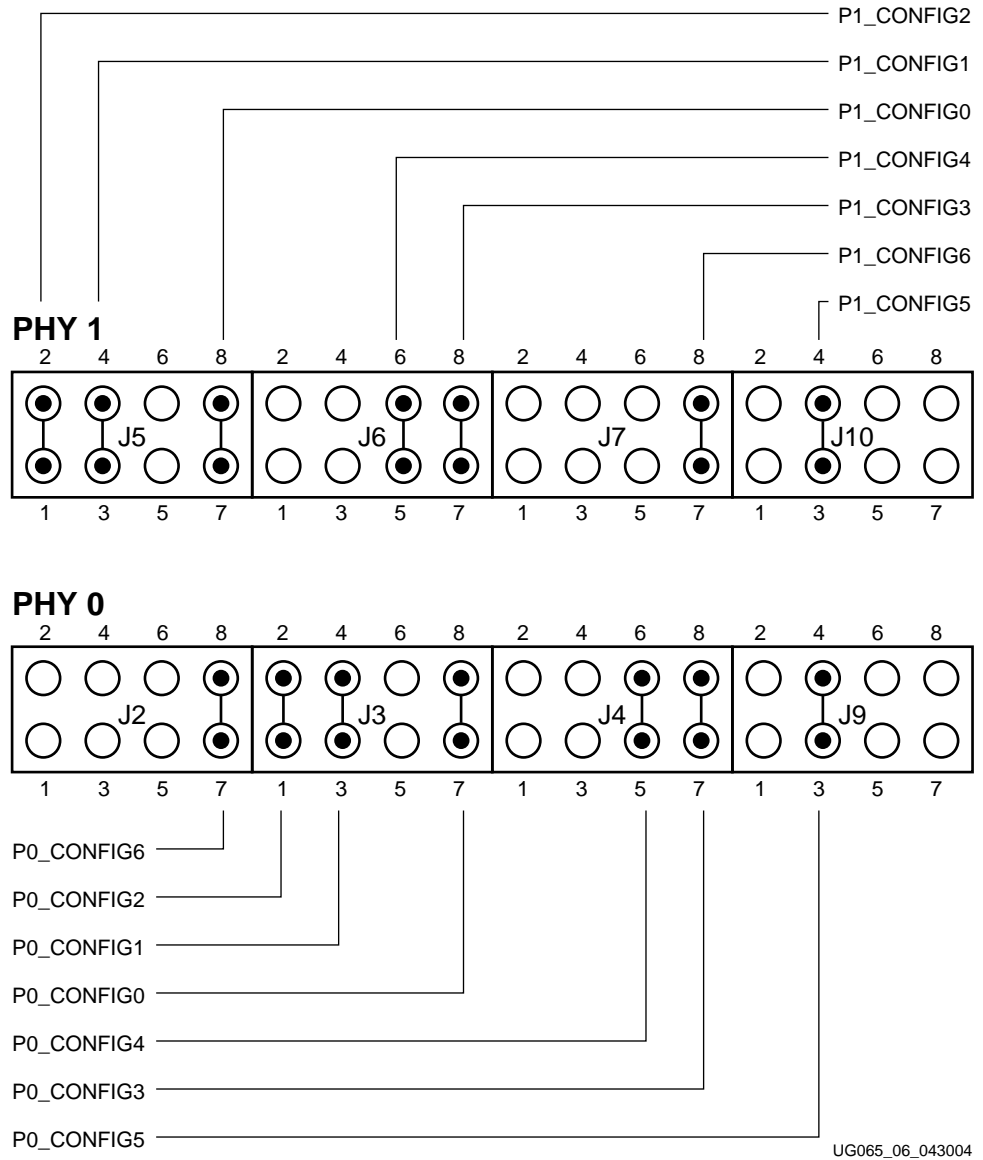 P1_CONFIG2
P1_CONFIG1
P1_CONFIG0
P1_CONFIG4
P1_CONFIG3
P1_CONFIG6
P1_CONFIG5
PHY 1
2 4 6 8 2 4 6 8 2 4 6 8 2 4 6 8
J5 J6 J7 J10
1 3 5 7 1 3 5 7 1 3 5 7 1 3 5 7
PHY 0
2 4 6 8 2 4 6 8 2 4 6 8 2 4 6 8
J2 J3 J4 J9
1 3 5 7 1 3 5 7 1 3 5 7 1 3 5 7
P0_CONFIG6
P0_CONFIG2
P0_CONFIG1
P0_CONFIG0
P0_CONFIG4
P0_CONFIG3
P0_CONFIG5
UG065_06_043004